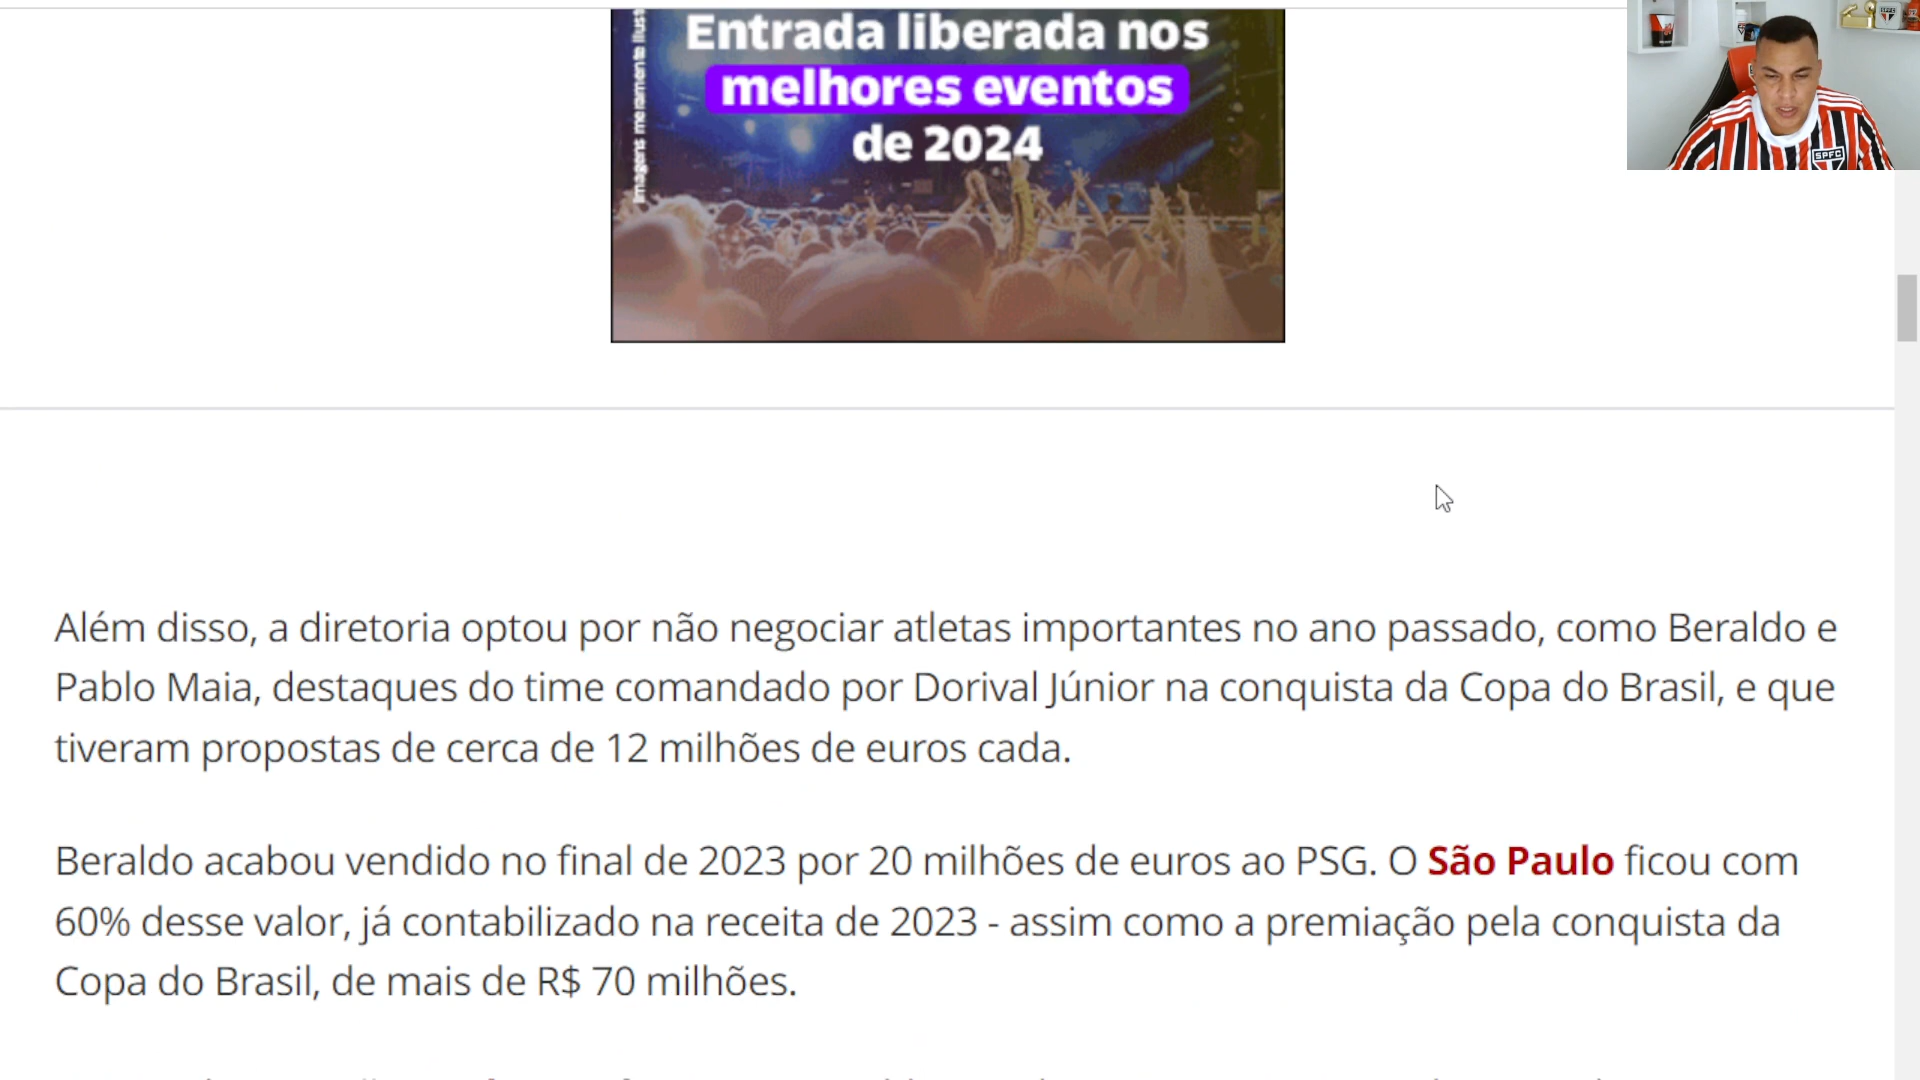 Entrada liberada nos
melhores eventos
de 2024
Imagens meramente ilust
SPFC
Além disso, a diretoria optou por não negociar atletas importantes no ano passado, como Beraldo e
Pablo Maia, destaques do time comandado por Dorival Júnior na conquista da Copa do Brasil, e que
tiveram propostas de cerca de 12 milhões de euros cada.
Beraldo acabou vendido no final de 2023 por 20 milhões de euros ao PSG. O São Paulo ficou com
60% desse valor, já contabilizado na receita de 2023 - assim como a premiação pela conquista da
Copa do Brasil, de mais de R$ 70 milhões.